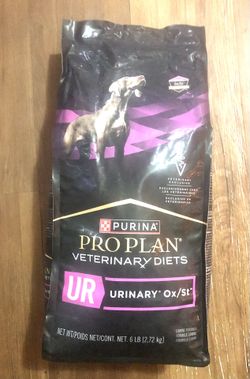 PURINA
PRO PLAN
VETERINARY DIETS
UR URINARY Ox/St
NET WT/POIDS NET/CONT. NET. 6 LB (2,72 kg)